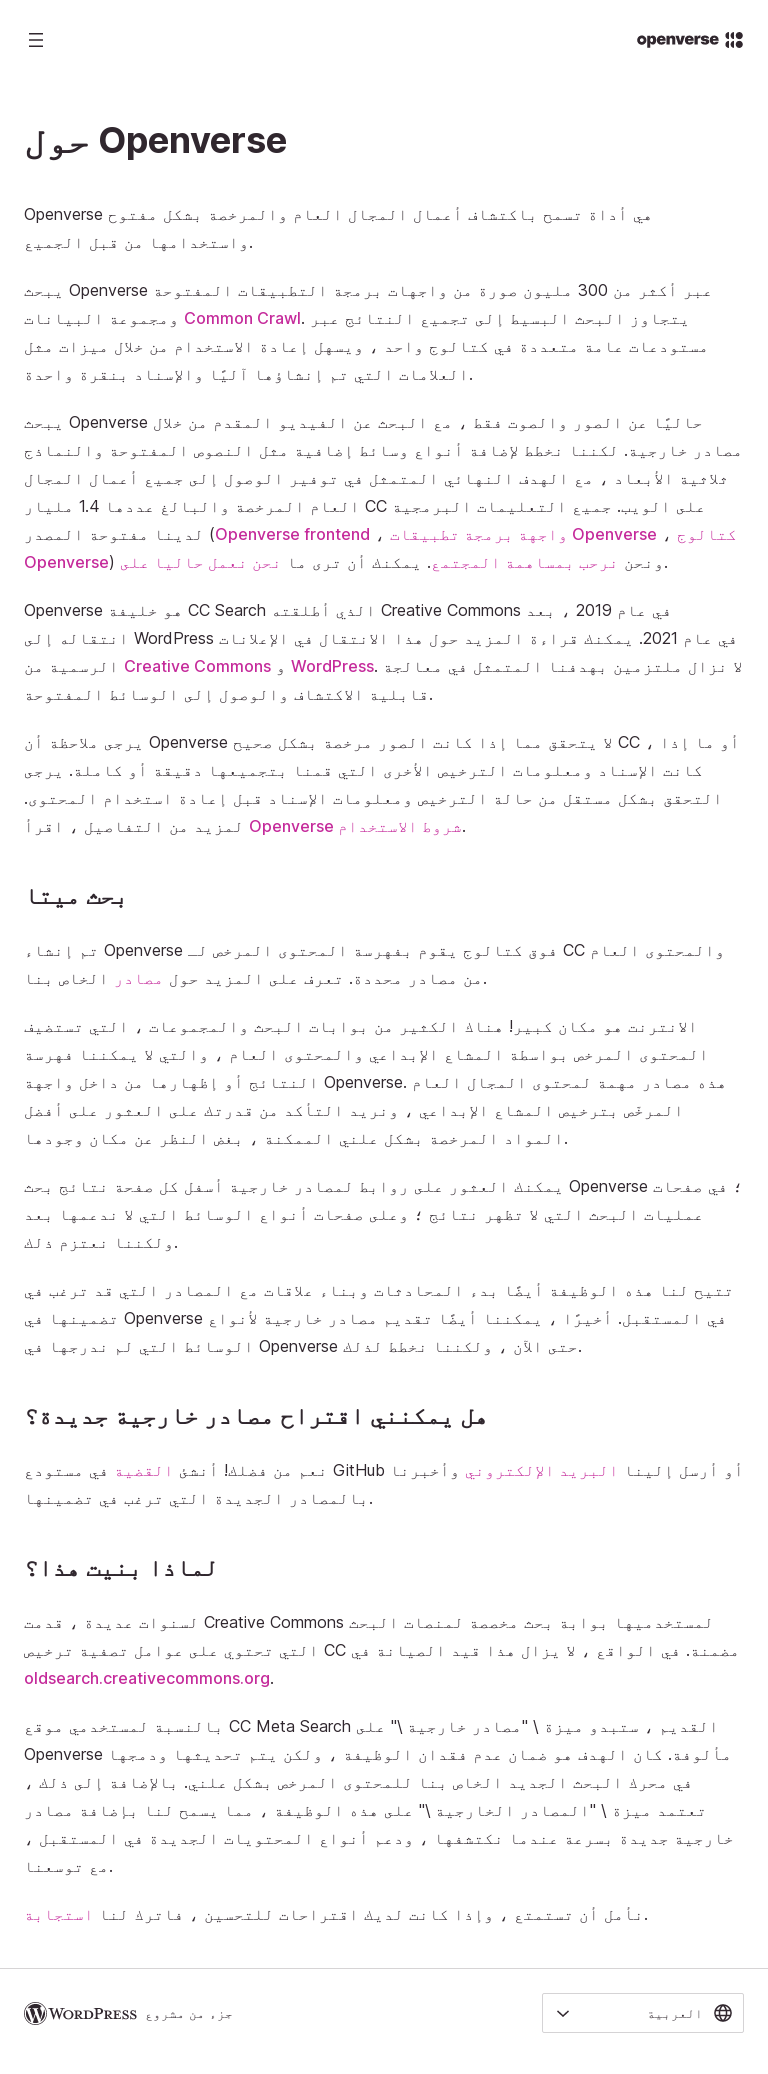 openverse
حول Openverse
Openverse هي أداة تسمح باكتشاف أعمال المجال العام والمرخصة بشكل مفتوح
واستخدامها من قبل الجميع.
يبحث Openverse عبر أكثر من 300 مليون صورة من واجهات برمجة التطبيقات المفتوحة
ومجموعة البيانات Common Crawl. يتجاوز البحث البسيط إلى تجميع النتائج عبر
مستودعات عامة متعددة في كتالوج واحد ، ويسهل إعادة الاستخدام من خلال ميزات مثل
العلامات التي تم إنشاؤها آليًا والإسناد بنقرة واحدة.
يبحث Openverse حاليًا عن الصور والصوت فقط ، مع البحث عن الفيديو المقدم من خلال
مصادر خارجية. لكننا نخطط لإضافة أنواع وسائط إضافية مثل النصوص المفتوحة والنماذج
ثلاثية الأبعاد ، مع الهدف النهائي المتمثل في توفير الوصول إلى جميع أعمال المجال
العام المرخصة والبالغ عددها 1.4 مليار CC على الويب. جميع التعليمات البرمجية
لدينا مفتوحة المصدر (Openverse frontend ، واجهة برمجة تطبيقات Openverse ، كتالوج
Openverse) ونحن نرحب بمساهمة المجتمع. يمكنك أن ترى ما نحن نعمل حاليا على.
Openverse هو خليفة CC Search الذي أطلقته Creative Commons في عام 2019 ، بعد
انتقاله إلى WordPress في عام 2021. يمكنك قراءة المزيد حول هذا الانتقال في الإعلانات
الرسمية من Creative Commons و WordPress. لا نزال ملتزمين بهدفنا المتمثل في معالجة
قابلية الاكتشاف والوصول إلى الوسائط المفتوحة.
يرجى ملاحظة أن Openverse لا يتحقق مما إذا كانت الصور مرخصة بشكل صحيح CC ، أو ما إذا
كانت الإسناد ومعلومات الترخيص الأخرى التي قمنا بتجميعها دقيقة أو كاملة. يرجى
التحقق بشكل مستقل من حالة الترخيص ومعلومات الإسناد قبل إعادة استخدام المحتوى.
لمزيد من التفاصيل ، اقرأ Openverse شروط الاستخدام.
بحث ميتا
تم إنشاء Openverse فوق كتالوج يقوم بفهرسة المحتوى المرخص لـ CC والمحتوى العام
من مصادر محددة. تعرف على المزيد حول مصادر الخاص بنا.
الانترنت هو مكان كبير! هناك الكثير من بوابات البحث والمجموعات ، التي تستضيف
المحتوى المرخص بواسطة المشاع الإبداعي والمحتوى العام ، والتي لا يمكننا فهرسة
النتائج أو إظهارها من داخل واجهة Openverse. هذه مصادر مهمة لمحتوى المجال العام
المرخّص بترخيص المشاع الإبداعي ، ونريد التأكد من قدرتك على العثور على أفضل
المواد المرخصة بشكل علني الممكنة ، بغض النظر عن مكان وجودها.
يمكنك العثور على روابط لمصادر خارجية أسفل كل صفحة نتائج بحث Openverse ؛ في صفحات
عمليات البحث التي لا تظهر نتائج ؛ وعلى صفحات أنواع الوسائط التي لا ندعمها بعد
ولكننا نعتزم ذلك.
تتيح لنا هذه الوظيفة أيضًا بدء المحادثات وبناء علاقات مع المصادر التي قد ترغب في
تضمينها في Openverse في المستقبل. أخيرًا ، يمكننا أيضًا تقديم مصادر خارجية لأنواع
الوسائط التي لم ندرجها في Openverse حتى الآن ، ولكننا نخطط لذلك.
هل يمكنني اقتراح مصادر خارجية جديدة؟
نعم من فضلك! أنشئ القضية في مستودع GitHub أو أرسل إلينا البريد الإلكتروني وأخبرنا
بالمصادر الجديدة التي ترغب في تضمينها.
لماذا بنيت هذا؟
لسنوات عديدة ، قدمت Creative Commons لمستخدميها بوابة بحث مخصصة لمنصات البحث
التي تحتوي على عوامل تصفية ترخيص CC مضمنة. في الواقع ، لا يزال هذا قيد الصيانة في
oldsearch.creativecommons.org.
بالنسبة لمستخدمي موقع CC Meta Search القديم ، ستبدو ميزة \ "مصادر خارجية \" على
Openverse مألوفة. كان الهدف هو ضمان عدم فقدان الوظيفة ، ولكن يتم تحديثها ودمجها
في محرك البحث الجديد الخاص بنا للمحتوى المرخص بشكل علني. بالإضافة إلى ذلك ،
تعتمد ميزة \ "المصادر الخارجية \" على هذه الوظيفة ، مما يسمح لنا بإضافة مصادر
خارجية جديدة بسرعة عندما نكتشفها ، ودعم أنواع المحتويات الجديدة في المستقبل ،
مع توسعنا.
نأمل أن تستمتع ، وإذا كانت لديك اقتراحات للتحسين ، فاترك لنا استجابة.
العربية
جزء من مشروع WORDPRESS